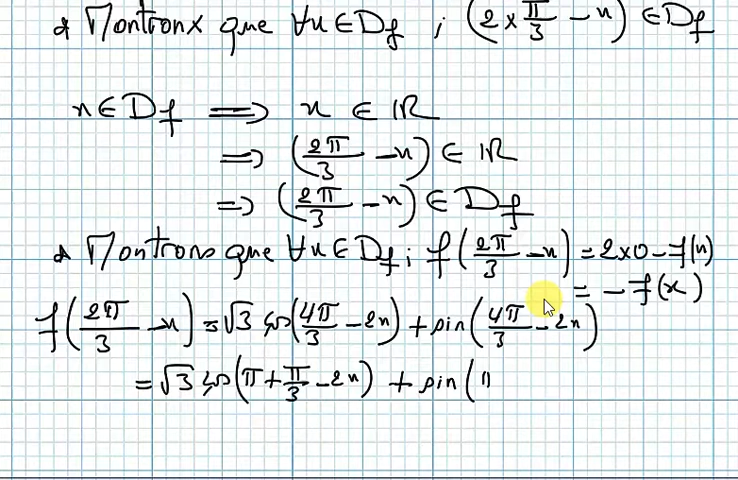 * Montronx que ∀x ∈ Df ; (2×π/3 − x) ∈ Df
x ∈ Df ⟹ x ∈ ℝ
⟹ (2π/3 − x) ∈ ℝ
⟹ (2π/3 − x) ∈ Df
* Montrons que ∀x ∈ Df ; f(2π/3 − x) = 2×0 − f(x)
= −f(x)
f(2π/3 − x) = √3 cos(4π/3 − 2x) + sin(4π/3 − 2x)
= √3 cos(π + π/3 − 2x) + sin(